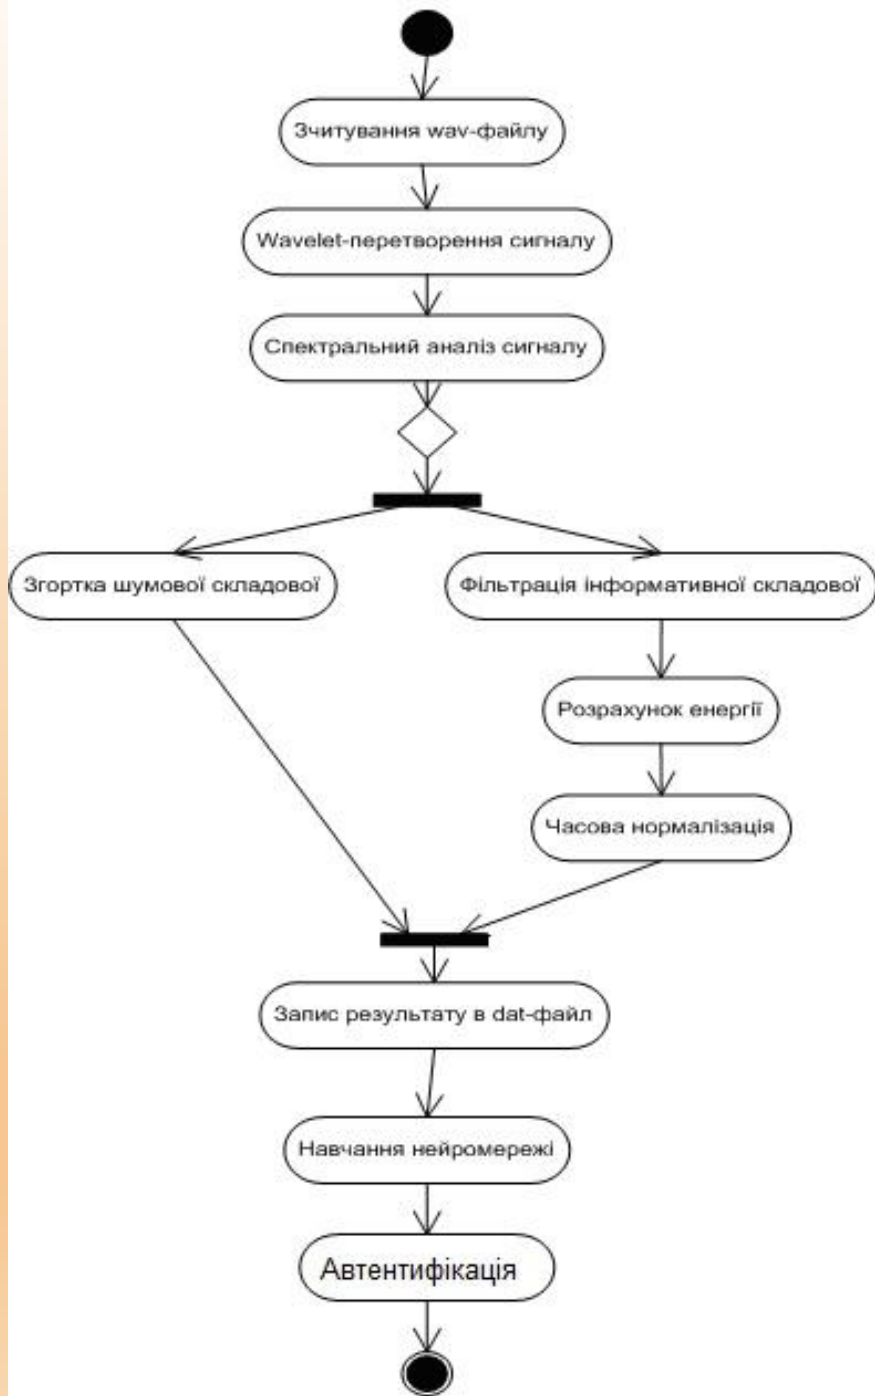 Зчитування wav-файлу
Wavelet-перетворення сигналу
Спектральний аналіз сигналу
Згортка шумової складової
Фільтрація інформативної складової
Розрахунок енергії
Часова нормалізація
Запис результату в dat-файл
Навчання нейромережі
Автентифікація